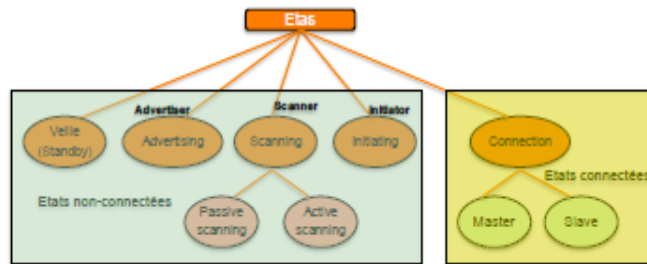 Etas
Advertiser
Scanner
Initiator
Veille
(Standby)
Advertising
Scanning
Initiating
Connection
Etats connectées
Etats non-connectées
Passive
scanning
Active
scanning
Master
Slave